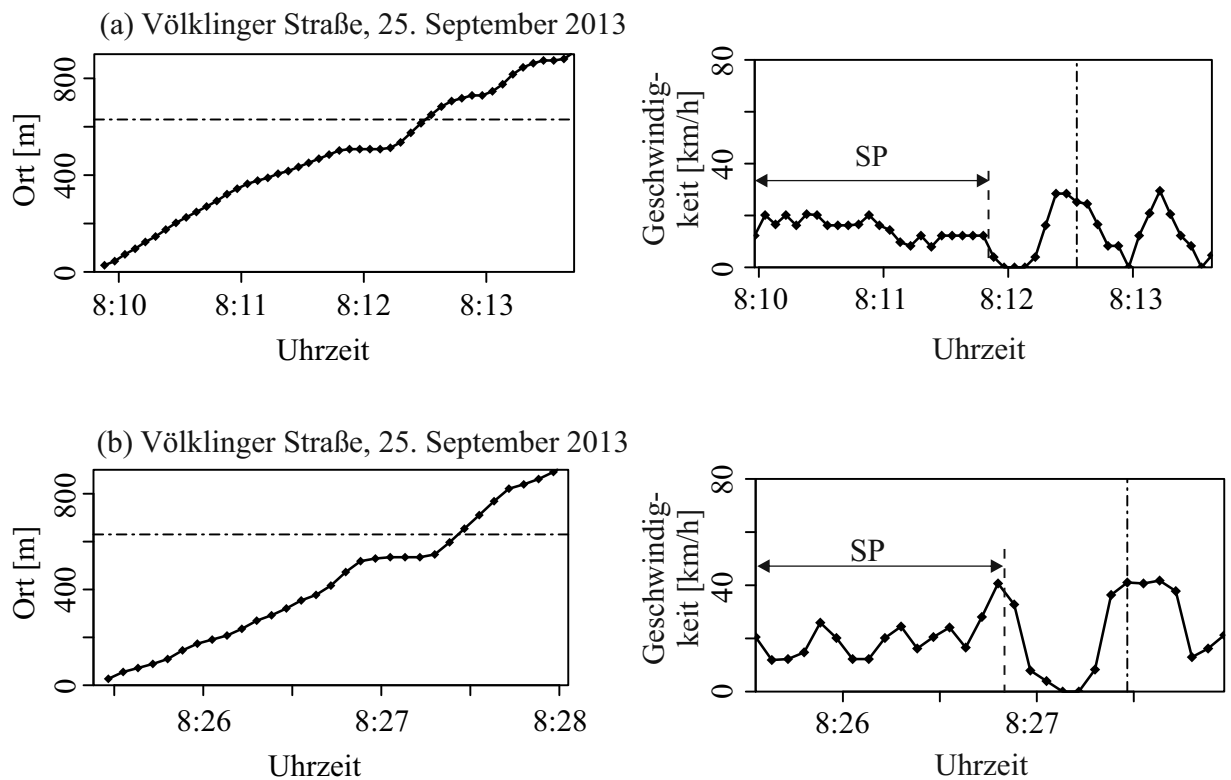 (a) Völklinger Straße, 25. September 2013
Ort [m]
800
400
0
8:10 8:11 8:12 8:13
Uhrzeit
Geschwindig-
keit [km/h]
80
40
0
SP
8:10 8:11 8:12 8:13
Uhrzeit
(b) Völklinger Straße, 25. September 2013
Ort [m]
800
400
0
8:26 8:27 8:28
Uhrzeit
Geschwindig-
keit [km/h]
80
40
0
SP
8:26 8:27
Uhrzeit